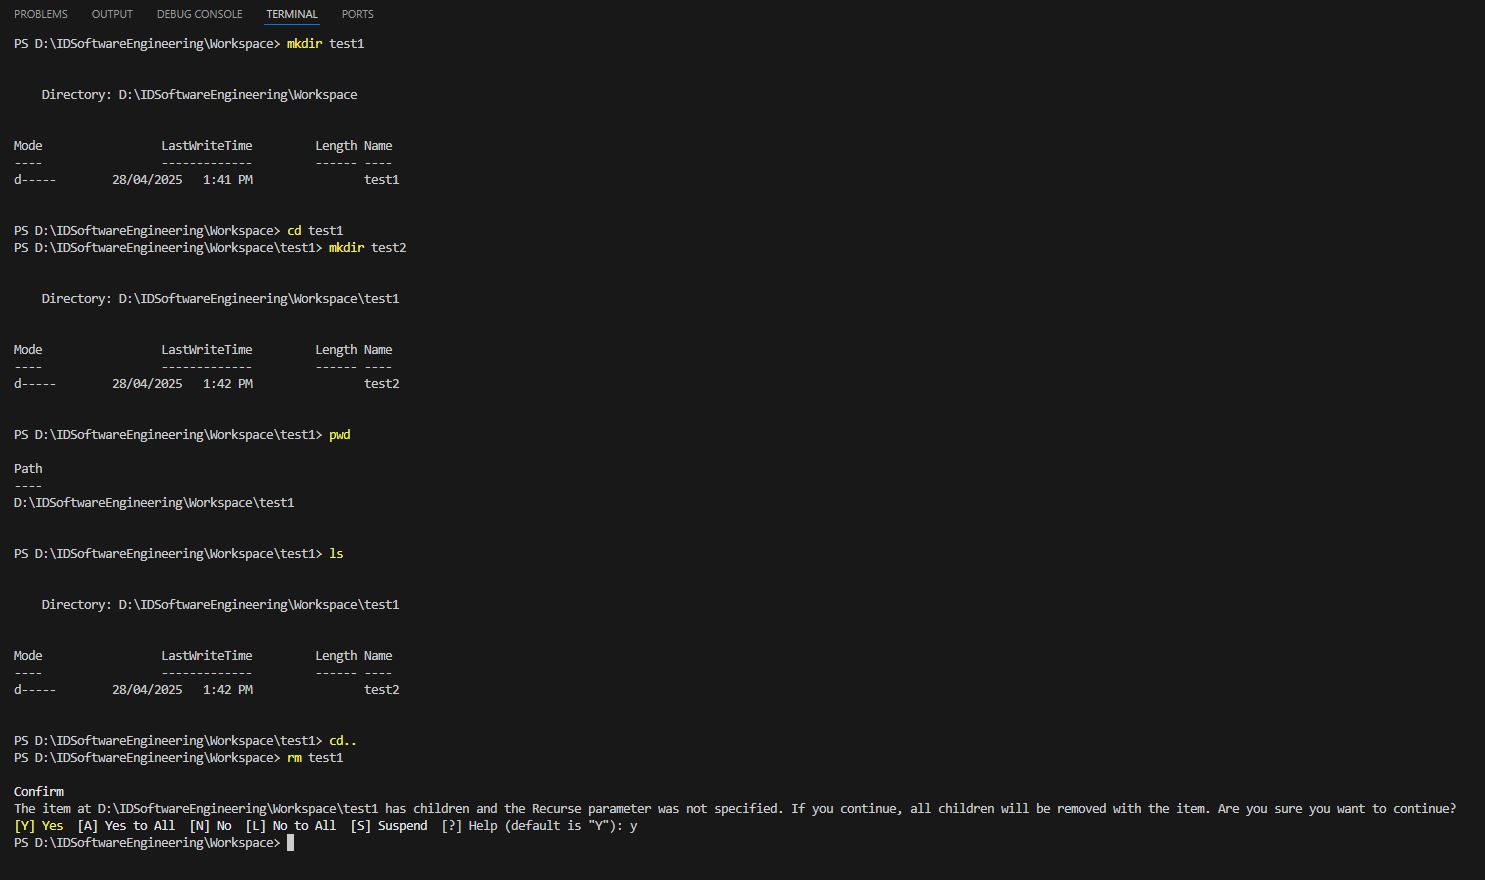 PROBLEMS OUTPUT DEBUG CONSOLE TERMINAL PORTS
PS D:\IDSoftwareEngineering\Workspace> mkdir test1
Directory: D:\IDSoftwareEngineering\Workspace
Mode LastWriteTime Length Name
---- ------------- ------ ----
d----- 28/04/2025 1:41 PM test1
PS D:\IDSoftwareEngineering\Workspace> cd test1
PS D:\IDSoftwareEngineering\Workspace\test1> mkdir test2
Directory: D:\IDSoftwareEngineering\Workspace\test1
Mode LastWriteTime Length Name
---- ------------- ------ ----
d----- 28/04/2025 1:42 PM test2
PS D:\IDSoftwareEngineering\Workspace\test1> pwd
Path
----
D:\IDSoftwareEngineering\Workspace\test1
PS D:\IDSoftwareEngineering\Workspace\test1> ls
Directory: D:\IDSoftwareEngineering\Workspace\test1
Mode LastWriteTime Length Name
---- ------------- ------ ----
d----- 28/04/2025 1:42 PM test2
PS D:\IDSoftwareEngineering\Workspace\test1> cd..
PS D:\IDSoftwareEngineering\Workspace> rm test1
Confirm
The item at D:\IDSoftwareEngineering\Workspace\test1 has children and the Recurse parameter was not specified. If you continue, all children will be removed with the item. Are you sure you want to continue?
[Y] Yes [A] Yes to All [N] No [L] No to All [S] Suspend [?] Help (default is "Y"): y
PS D:\IDSoftwareEngineering\Workspace>